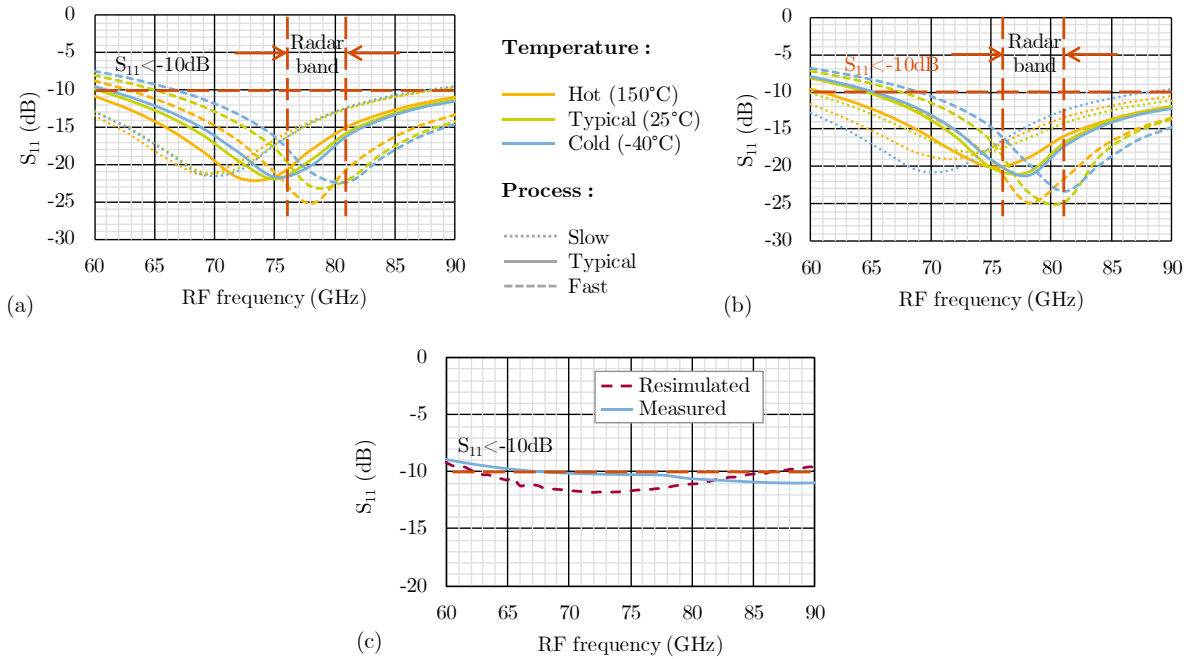 0
-5
-10
-15
-20
-25
-30
S₁₁ (dB)
S₁₁<-10dB
Radar
band
60 65 70 75 80 85 90
RF frequency (GHz)
(a)
Temperature :
Hot (150°C)
Typical (25°C)
Cold (-40°C)
Process :
Slow
Typical
Fast
0
-5
-10
-15
-20
-25
-30
S₁₁ (dB)
S₁₁<-10dB
Radar
band
60 65 70 75 80 85 90
RF frequency (GHz)
(b)
0
-5
-10
-15
-20
S₁₁ (dB)
Resimulated
Measured
S₁₁<-10dB
60 65 70 75 80 85 90
RF frequency (GHz)
(c)